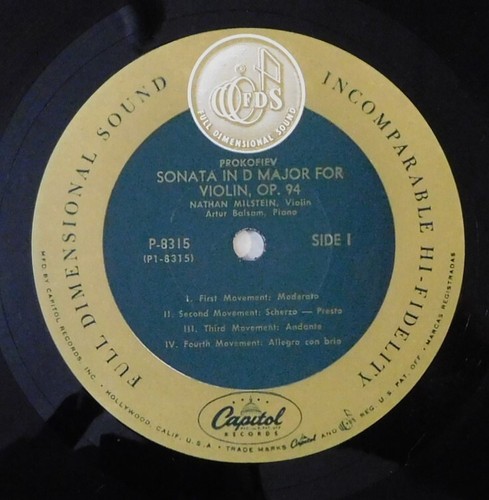 FDS
FULL DIMENSIONAL SOUND
FULL DIMENSIONAL SOUND
INCOMPARABLE HI-FIDELITY
PROKOFIEV
SONATA IN D MAJOR FOR
VIOLIN, OP. 94
NATHAN MILSTEIN, Violin
Artur Balsam, Piano
P-8315
SIDE 1
(P1-8315)
I. First Movement: Moderato
II: Second Movement: Scherzo — Presto
III. Third Movement: Andante
IV. Fourth Movement: Allegro con brio
Capitol
RECORDS
MFD. BY CAPITOL RECORDS, INC. • HOLLYWOOD, CALIF. U.S.A. • TRADE MARKS Capitol AND FDS REG. U.S. PAT. OFF. • MARCAS REGISTRADAS